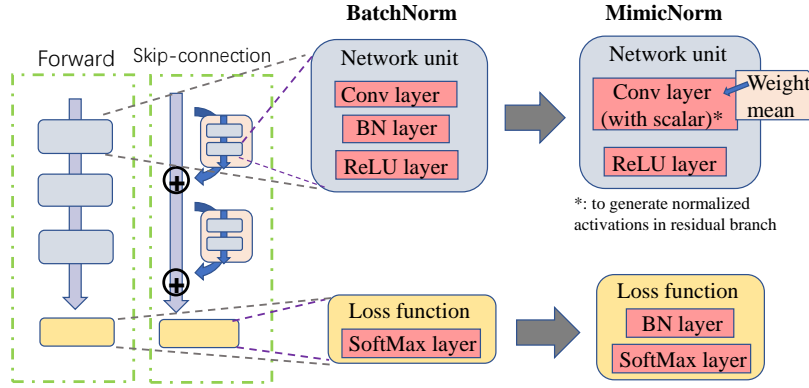 BatchNorm
MimicNorm
Forward
Skip-connection
Network unit
Conv layer
BN layer
ReLU layer
Network unit
Conv layer
(with scalar)*
Weight
mean
ReLU layer
*: to generate normalized
activations in residual branch
Loss function
SoftMax layer
Loss function
BN layer
SoftMax layer